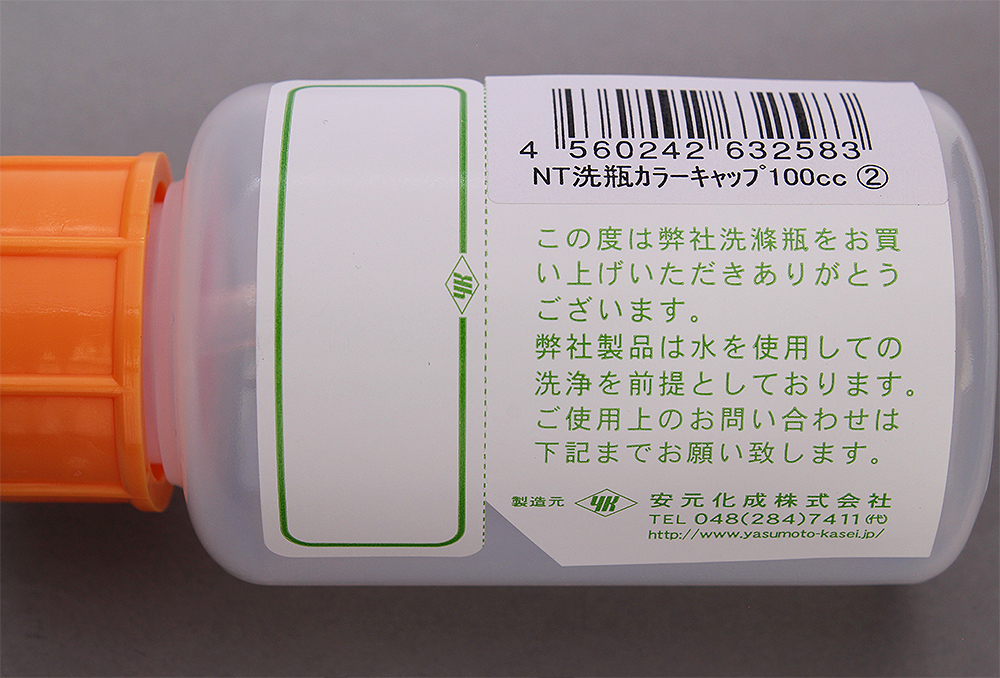 4 560242 632583
NT洗瓶カラーキャップ100cc ②
この度は弊社洗滌瓶をお買
い上げいただきありがとう
ございます。
弊社製品は水を使用しての
洗浄を前提としております。
ご使用上のお問い合わせは
下記までお願い致します。
製造元 YK 安元化成株式会社
TEL 048(284)7411㈹
http://www.yasumoto-kasei.jp/
YK